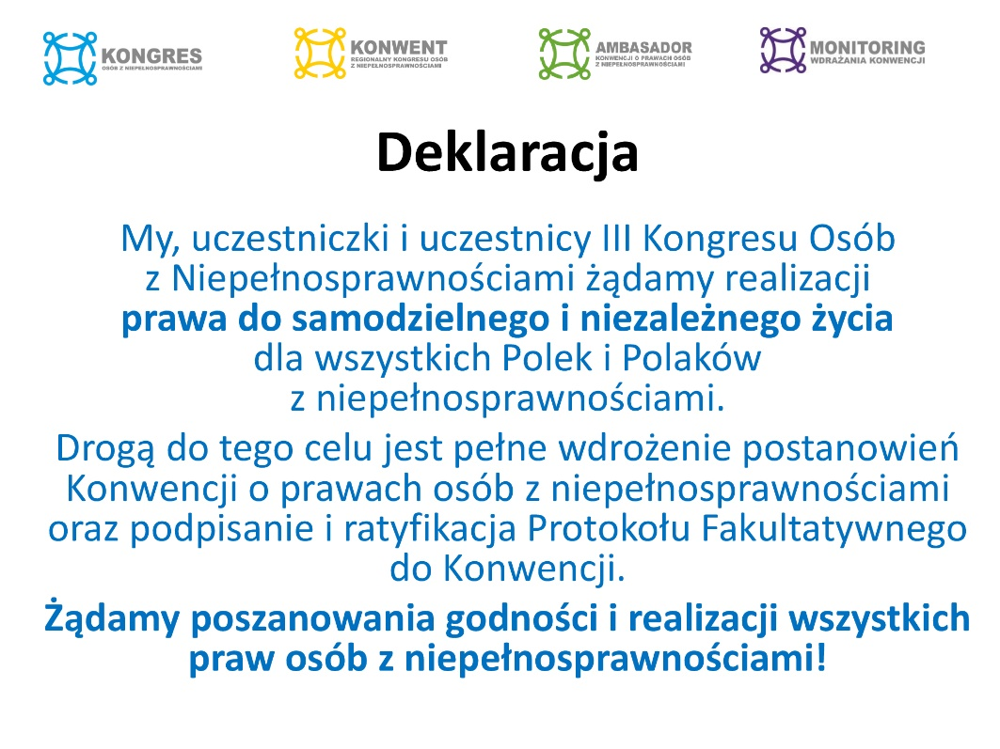 KONGRES
OSÓB Z NIEPEŁNOSPRAWNOŚCIAMI
KONWENT
REGIONALNY KONGRESU OSÓB
Z NIEPEŁNOSPRAWNOŚCIAMI
AMBASADOR
KONWENCJI O PRAWACH OSÓB
Z NIEPEŁNOSPRAWNOŚCIAMI
MONITORING
WDRAŻANIA KONWENCJI
Deklaracja
My, uczestniczki i uczestnicy III Kongresu Osób
z Niepełnosprawnościami żądamy realizacji
prawa do samodzielnego i niezależnego życia
dla wszystkich Polek i Polaków
z niepełnosprawnościami.
Drogą do tego celu jest pełne wdrożenie postanowień
Konwencji o prawach osób z niepełnosprawnościami
oraz podpisanie i ratyfikacja Protokołu Fakultatywnego
do Konwencji.
Żądamy poszanowania godności i realizacji wszystkich
praw osób z niepełnosprawnościami!